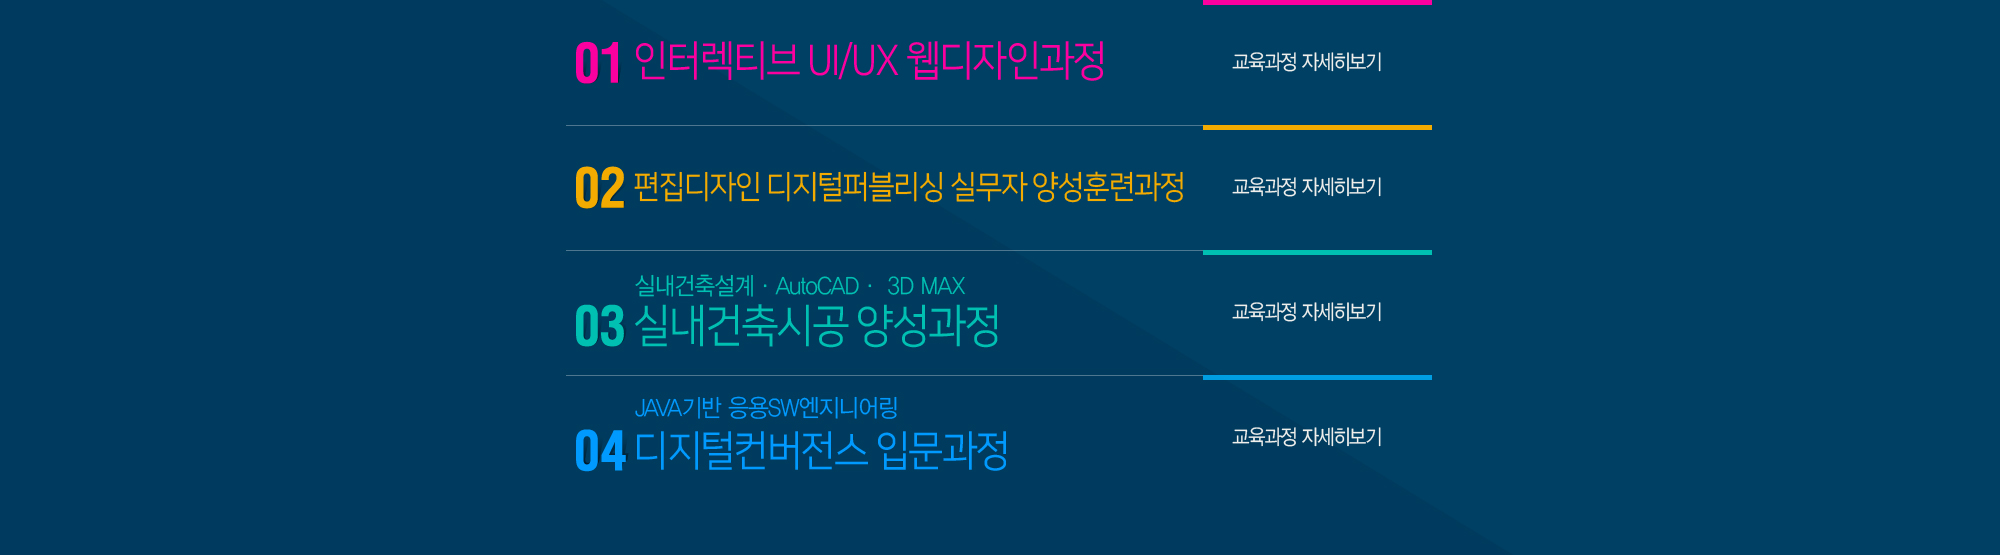 01 인터렉티브 UI/UX 웹디자인과정
교육과정 자세히보기
02 편집디자인 디지털퍼블리싱 실무자 양성훈련과정
교육과정 자세히보기
실내건축설계 · AutoCAD · 3D MAX
03 실내건축시공 양성과정
교육과정 자세히보기
JAVA기반 응용SW엔지니어링
04 디지털컨버전스 입문과정
교육과정 자세히보기